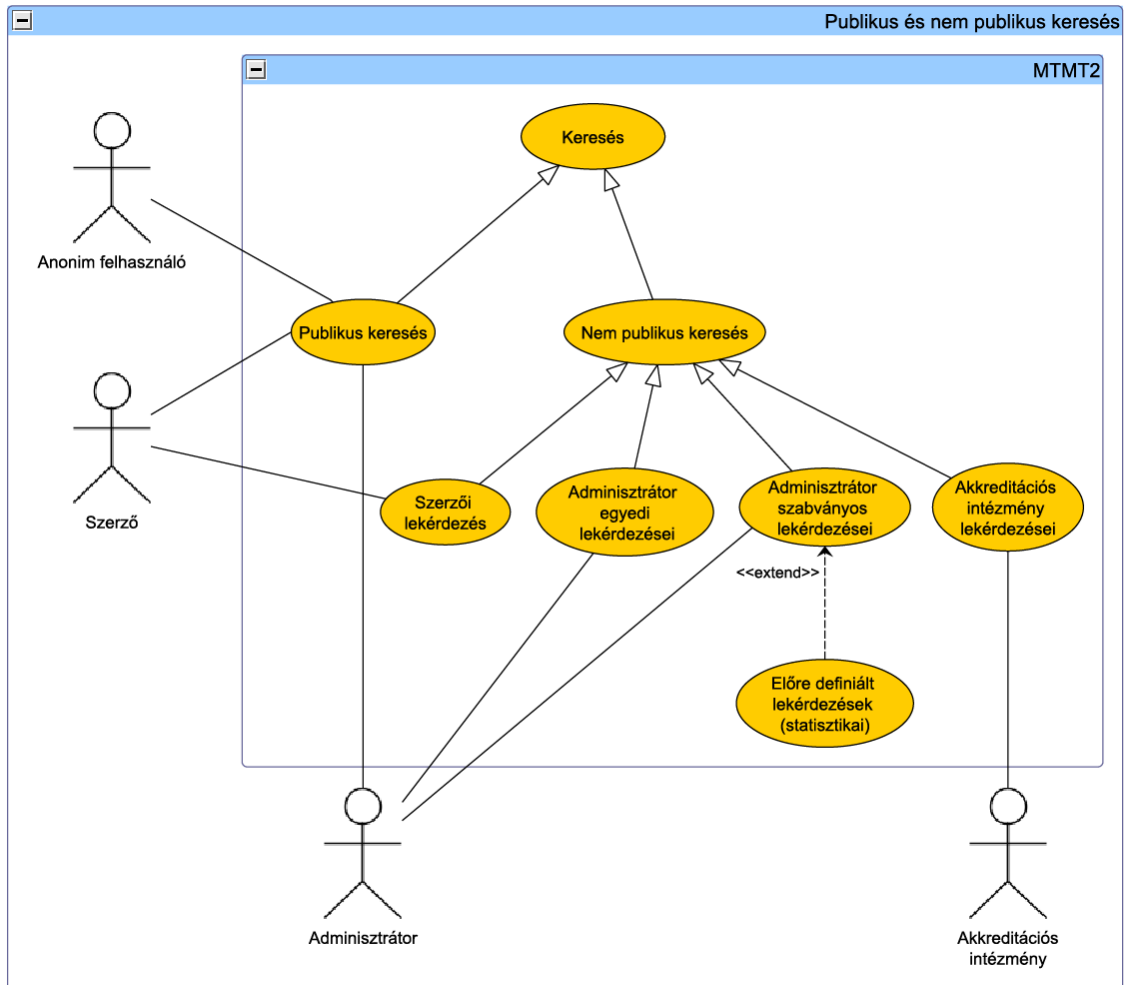 Publikus és nem publikus keresés
MTMT2
Keresés
Anonim felhasználó
Publikus keresés
Nem publikus keresés
Szerző
Szerzői
lekérdezés
Adminisztrátor
egyedi
lekérdezései
Adminisztrátor
szabványos
lekérdezései
Akkreditációs
intézmény
lekérdezései
<<extend>>
Előre definiált
lekérdezések
(statisztikai)
Adminisztrátor
Akkreditációs
intézmény